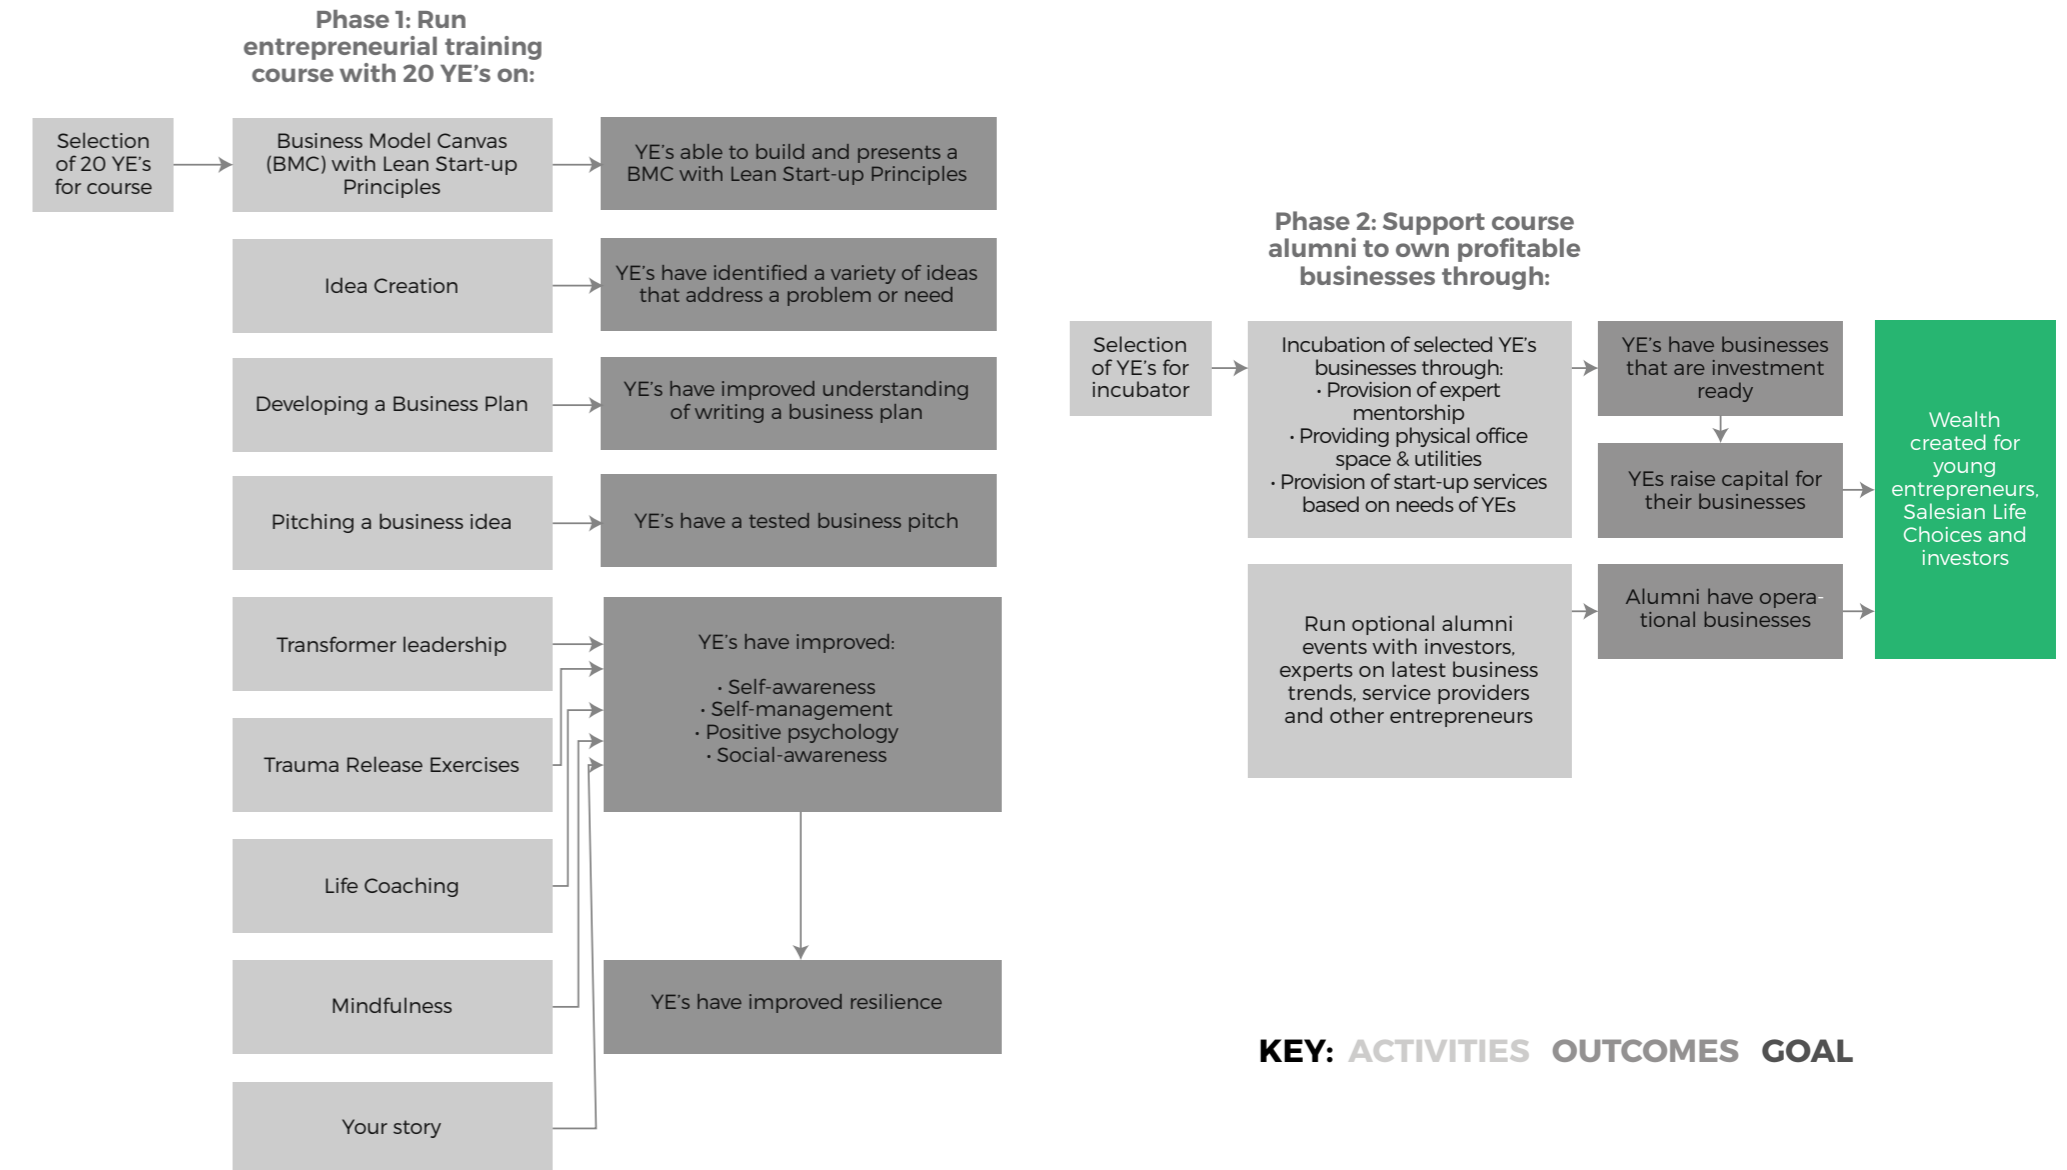 Phase 1: Run
entrepreneurial training
course with 20 YE’s on:
Selection
of 20 YE’s
for course
Business Model Canvas
(BMC) with Lean Start-up
Principles
YE’s able to build and presents a
BMC with Lean Start-up Principles
Idea Creation
YE’s have identified a variety of ideas
that address a problem or need
Developing a Business Plan
YE’s have improved understanding
of writing a business plan
Pitching a business idea
YE’s have a tested business pitch
Transformer leadership
Trauma Release Exercises
Life Coaching
Mindfulness
Your story
YE’s have improved:
• Self-awareness
• Self-management
• Positive psychology
• Social-awareness
YE’s have improved resilience
Phase 2: Support course
alumni to own profitable
businesses through:
Selection
of YE’s for
incubator
Incubation of selected YE’s
businesses through:
• Provision of expert
mentorship
• Providing physical office
space & utilities
• Provision of start-up services
based on needs of YEs
YE’s have businesses
that are investment
ready
YEs raise capital for
their businesses
Run optional alumni
events with investors,
experts on latest business
trends, service providers
and other entrepreneurs
Alumni have opera-
tional businesses
Wealth
created for
young
entrepreneurs,
Salesian Life
Choices and
investors
KEY: ACTIVITIES OUTCOMES GOAL